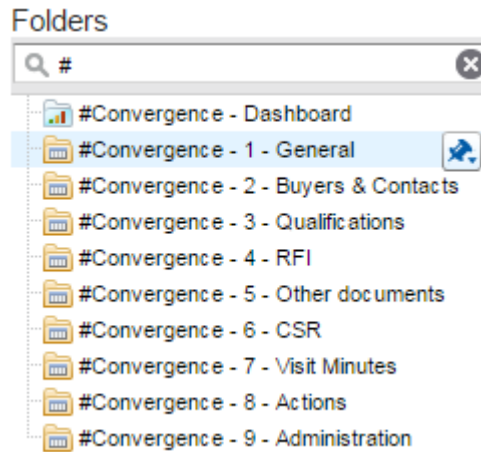 Folders
#
#Convergence - Dashboard
#Convergence - 1 - General
#Convergence - 2 - Buyers & Contacts
#Convergence - 3 - Qualifications
#Convergence - 4 - RFI
#Convergence - 5 - Other documents
#Convergence - 6 - CSR
#Convergence - 7 - Visit Minutes
#Convergence - 8 - Actions
#Convergence - 9 - Administration